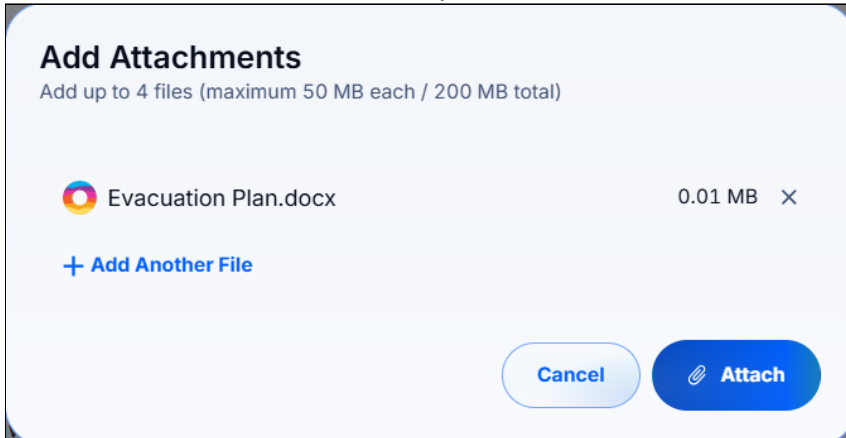 Add Attachments
Add up to 4 files (maximum 50 MB each / 200 MB total)
Evacuation Plan.docx 0.01 MB
Add Another File
Cancel Attach